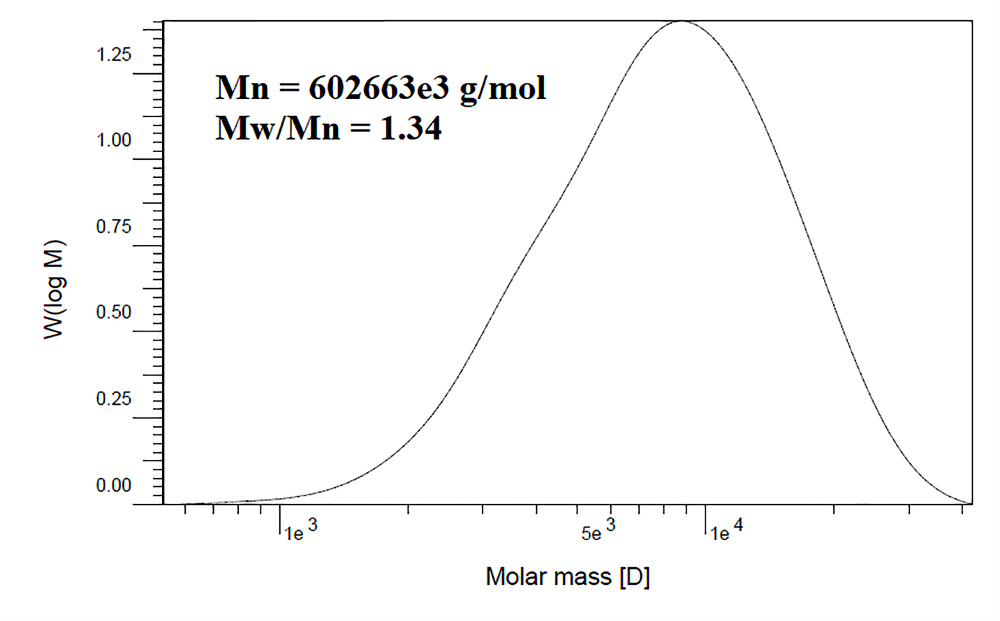 Mn = 602663e3 g/mol
Mw/Mn = 1.34
1.25
1.00
0.75
0.50
0.25
0.00
W(log M)
1e 3
5e 3
1e 4
Molar mass [D]